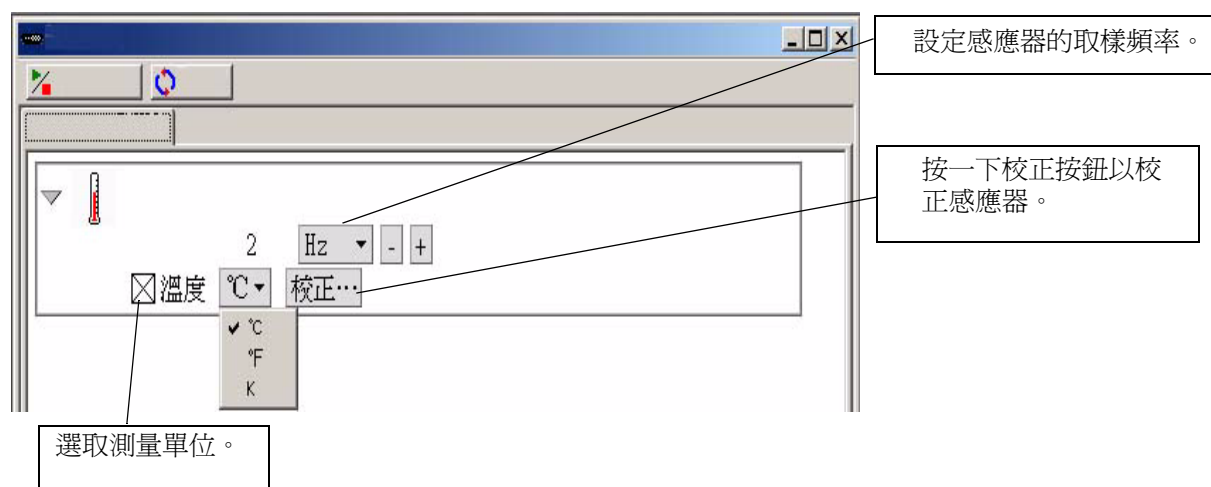 設定感應器的取樣頻率。
按一下校正按鈕以校
正感應器。
2 Hz - +
溫度 ℃ 校正…
℃
℉
K
選取測量單位。